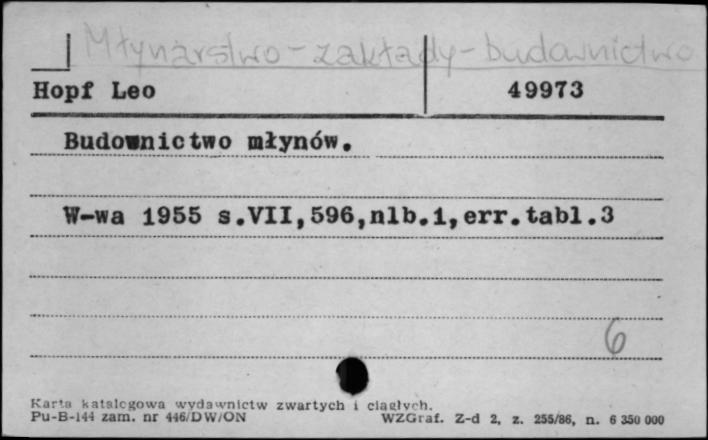 Młynarstwo - zakłady - budownictwo
Hopf Leo 49973
Budownictwo młynów.
W-wa 1955 s.VII,596,nlb.1,err.tabl.3
6
Karta katalogowa wydawnictw zwartych i ciągłych.
Pu-B-144 zam. nr 446/DW/ON WZGraf. Z-d 2, z. 255/86, n. 6 350 000